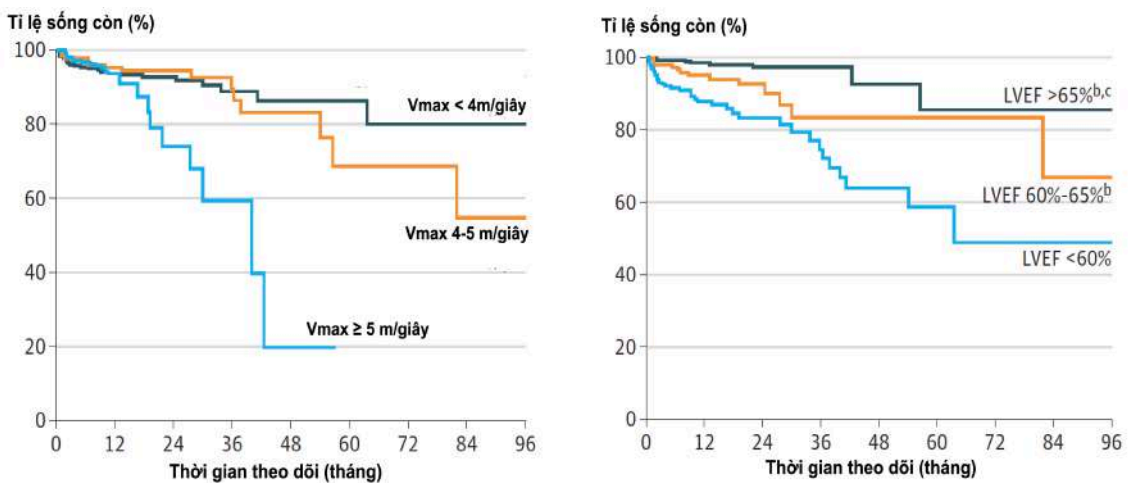 Tỉ lệ sống còn (%)
100
80
60
40
20
0
Vmax < 4m/giây
Vmax 4-5 m/giây
Vmax ≥ 5 m/giây
0 12 24 36 48 60 72 84 96
Thời gian theo dõi (tháng)
Tỉ lệ sống còn (%)
100
80
60
40
20
0
LVEF >65%b,c
LVEF 60%-65%b
LVEF <60%
0 12 24 36 48 60 72 84 96
Thời gian theo dõi (tháng)